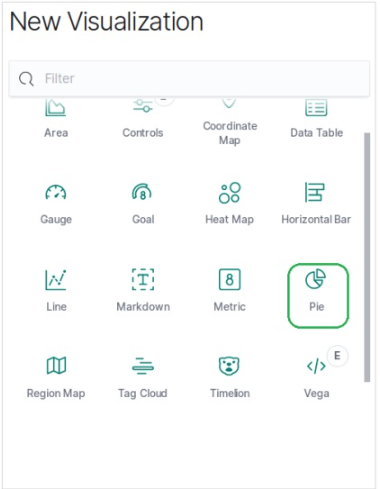 New Visualization
Filter
Area
Controls
Coordinate
Map
Data Table
8
Gauge
Goal
Heat Map
Horizontal Bar
T
8
Line
Markdown
Metric
Pie
E
Region Map
Tag Cloud
Timelion
Vega